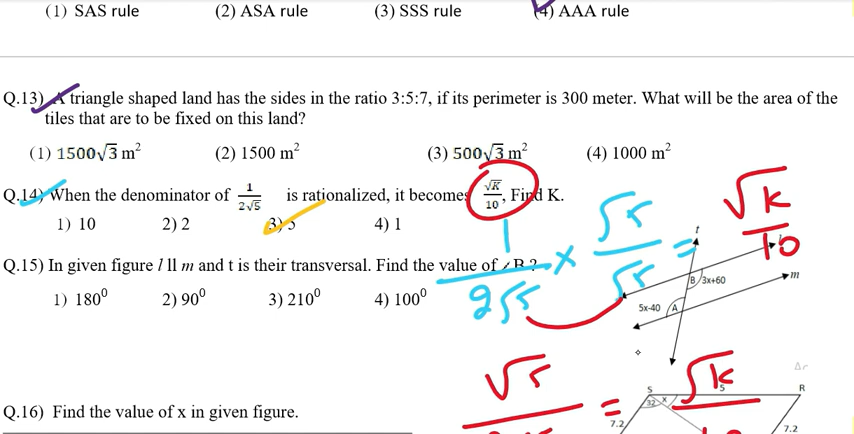 (1) SAS rule (2) ASA rule (3) SSS rule (4) AAA rule
Q.13) A triangle shaped land has the sides in the ratio 3:5:7, if its perimeter is 300 meter. What will be the area of the
tiles that are to be fixed on this land?
(1) 1500√3 m² (2) 1500 m² (3) 500√3 m² (4) 1000 m²
Q.14) When the denominator of 1/2√5 is rationalized, it becomes √K/10, Find K.
1) 10 2) 2 3) 5 4) 1
1/2√5 × √5/√5 = √k/10
Q.15) In given figure l ll m and t is their transversal. Find the value of ∠B ?
1) 180⁰ 2) 90⁰ 3) 210⁰ 4) 100⁰
t
m
B 3x+60
5x-40 A
√5 = √k
Q.16) Find the value of x in given figure.
S 5 R
32 x
7.2 7.2